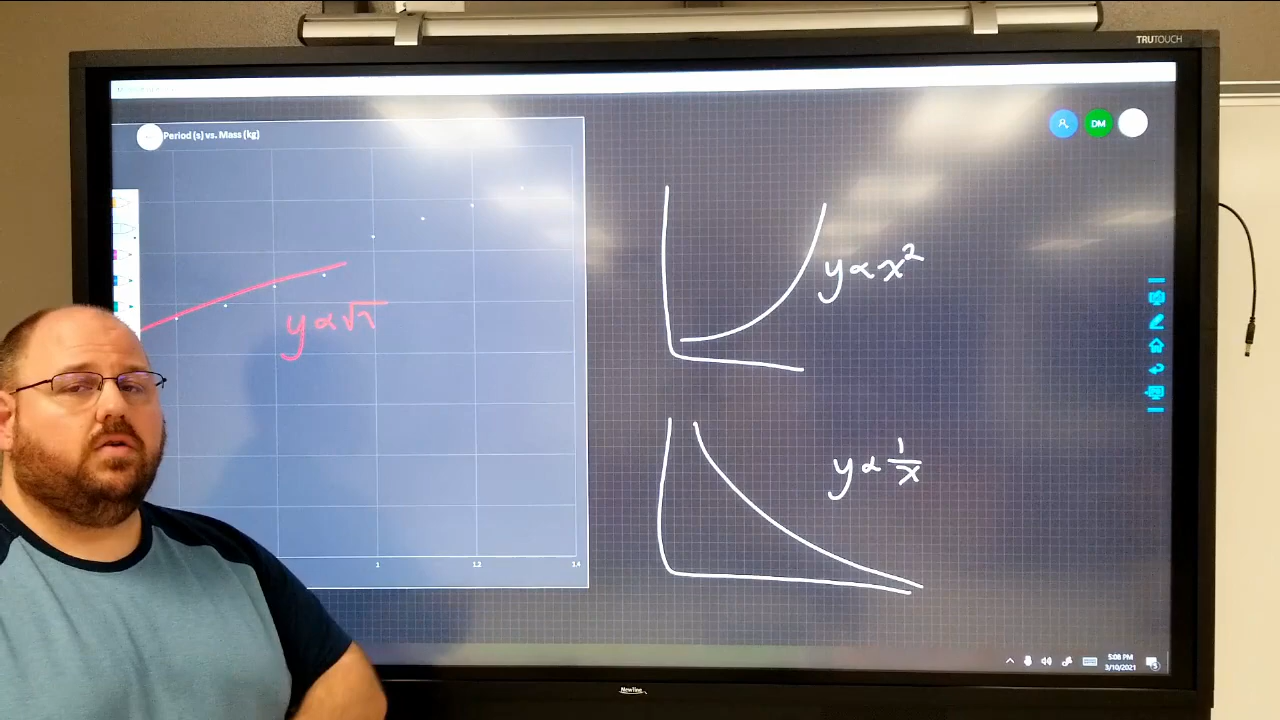 TRUTOUCH
Period (s) vs. Mass (kg)
DM
y ∝ x²
y ∝ √x
y ∝ 1/x
1
1.2
1.4
5:08 PM
3/10/2021
NewLine